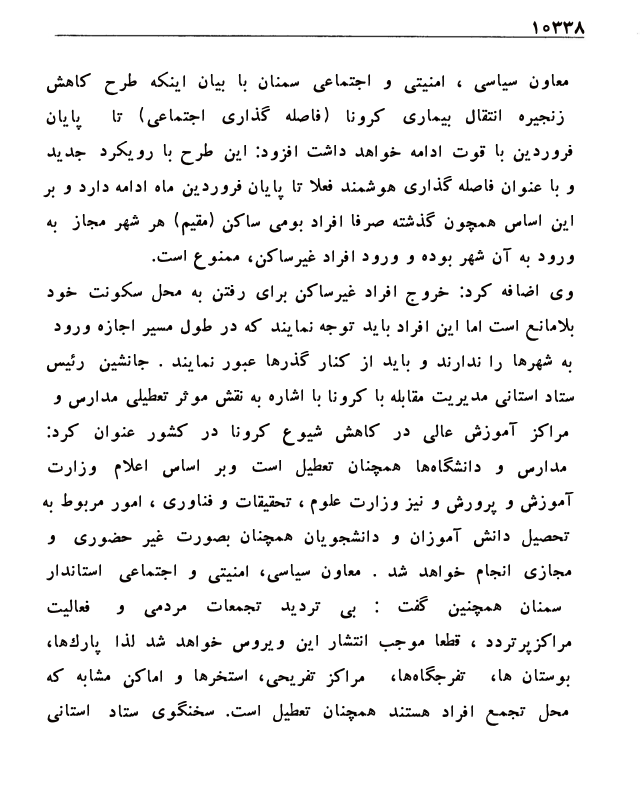 ۱۰۳۳۸
معاون سیاسی ، امنیتی و اجتماعی سمنان با بیان اینکه طرح کاهش
زنجیره انتقال بیماری کرونا (فاصله گذاری اجتماعی) تا پایان
فروردین با قوت ادامه خواهد داشت افزود: این طرح با رویکرد جدید
و با عنوان فاصله گذاری هوشمند فعلا تا پایان فروردین ماه ادامه دارد و بر
این اساس همچون گذشته صرفا افراد بومی ساکن (مقیم) هر شهر مجاز به
ورود به آن شهر بوده و ورود افراد غیرساکن، ممنوع است.
وی اضافه کرد: خروج افراد غیرساکن برای رفتن به محل سکونت خود
بلامانع است اما این افراد باید توجه نمایند که در طول مسیر اجازه ورود
به شهرها را ندارند و باید از کنار گذرها عبور نمایند . جانشین رئیس
ستاد استانی مدیریت مقابله با کرونا با اشاره به نقش موثر تعطیلی مدارس و
مراکز آموزش عالی در کاهش شیوع کرونا در کشور عنوان کرد:
مدارس و دانشگاه‌ها همچنان تعطیل است وبر اساس اعلام وزارت
آموزش و پرورش و نیز وزارت علوم ، تحقیقات و فناوری ، امور مربوط به
تحصیل دانش آموزان و دانشجویان همچنان بصورت غیر حضوری و
مجازی انجام خواهد شد . معاون سیاسی، امنیتی و اجتماعی استاندار
سمنان همچنین گفت : بی تردید تجمعات مردمی و فعالیت
مراکزپرتردد ، قطعا موجب انتشار این ویروس خواهد شد لذا پارك‌ها،
بوستان ها، تفرجگاه‌ها، مراکز تفریحی، استخرها و اماکن مشابه که
محل تجمع افراد هستند همچنان تعطیل است. سخنگوی ستاد استانی